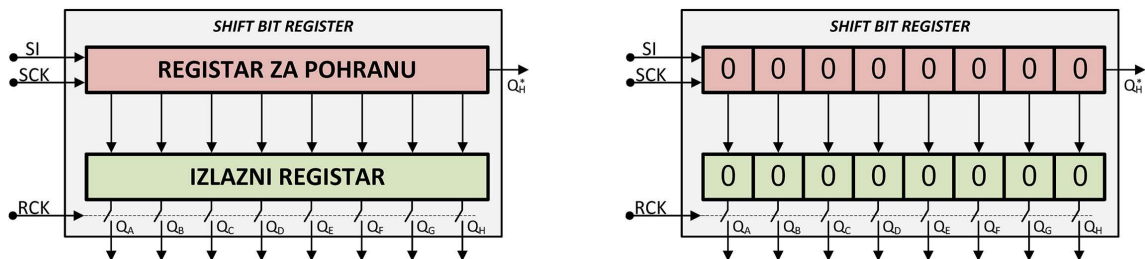 SHIFT BIT REGISTER
SI
SCK
REGISTAR ZA POHRANU
Q*H
IZLAZNI REGISTAR
RCK
QA QB QC QD QE QF QG QH
SHIFT BIT REGISTER
SI
SCK
0 0 0 0 0 0 0 0
Q*H
0 0 0 0 0 0 0 0
RCK
QA QB QC QD QE QF QG QH